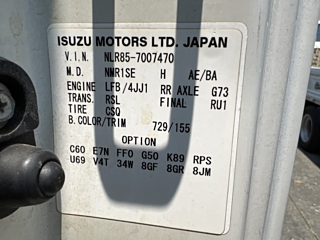 ISUZU MOTORS LTD. JAPAN
V.I.N. NLR85-7007470
M.D. NMR1SE H AE/BA
ENGINE LFB/4JJ1 RR AXLE G73
TRANS. RSL FINAL RU1
TIRE CSQ
B.COLOR/TRIM 729/155
OPTION
C60 E7N FF0 G50 K89 RPS
U69 V4T 34W 8GF 8GR 8JM